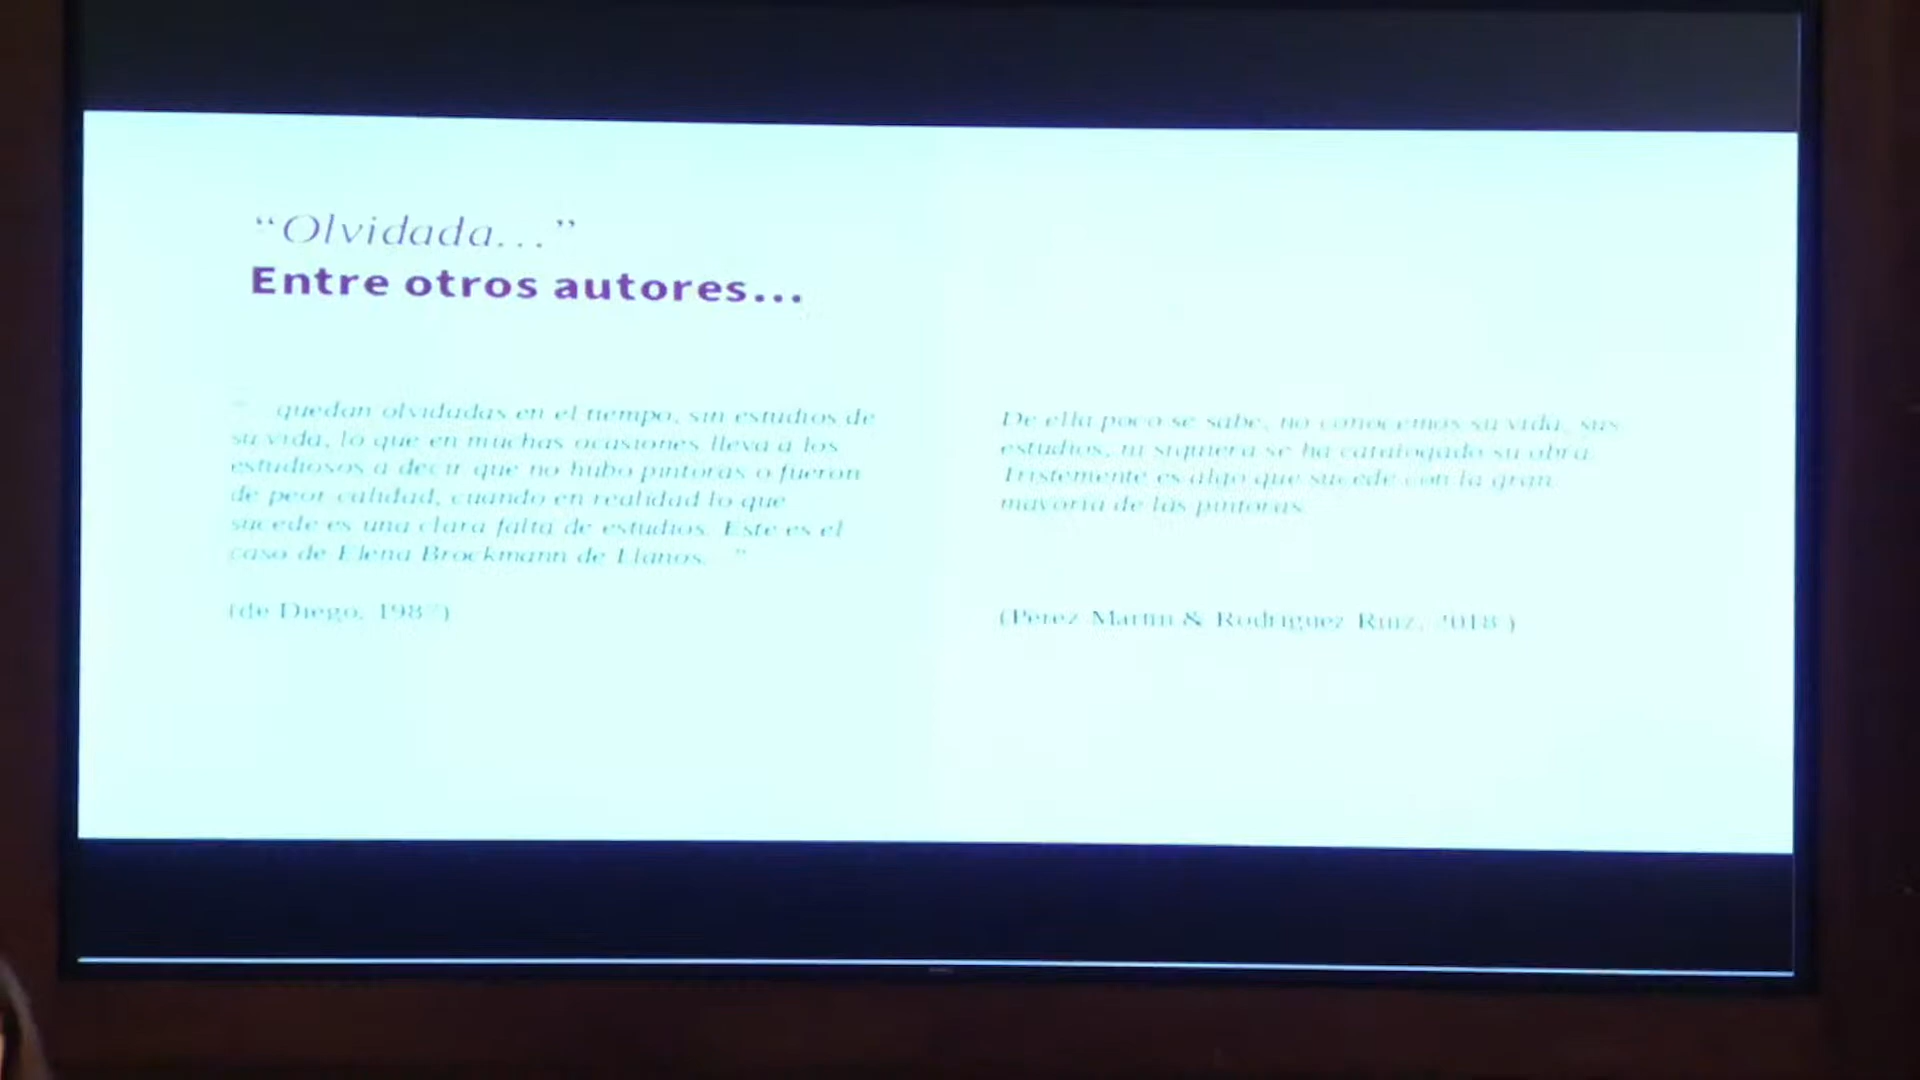 “Olvidada...”
Entre otros autores...
quedan olvidadas en el tiempo, sin estudios de
su vida, lo que en muchas ocasiones lleva a los
estudiosos a decir que no hubo pintoras o fueron
de peor calidad, cuando en realidad lo que
sucede es una clara falta de estudios. Este es el
caso de Elena Brockmann de Llanos. ”
(de Diego, 1987)
De ella poco se sabe, no conocemos su vida, sus
estudios, ni siquiera se ha catalogado su obra.
Tristemente es algo que sucede con la gran
mayoría de las pintoras
(Pérez Martín & Rodríguez Ruiz, 2018 )